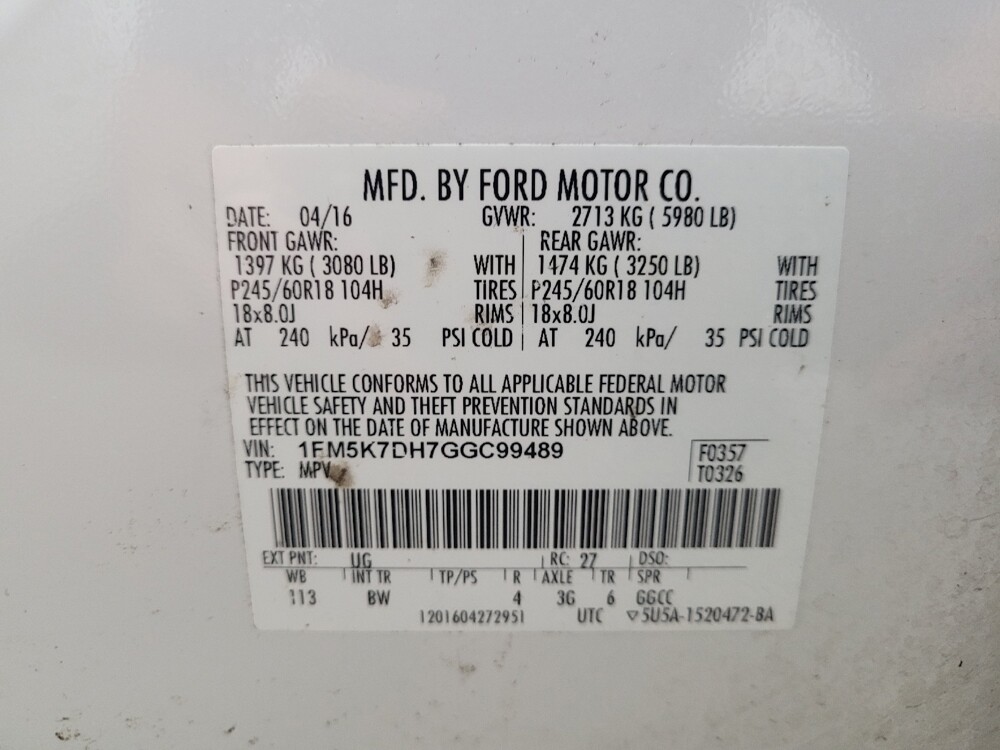 MFD. BY FORD MOTOR CO.
DATE: 04/16 GVWR: 2713 KG ( 5980 LB)
FRONT GAWR: REAR GAWR:
1397 KG ( 3080 LB) WITH 1474 KG ( 3250 LB) WITH
P245/60R18 104H TIRES P245/60R18 104H TIRES
18x8.0J RIMS 18x8.0J RIMS
AT 240 kPa/ 35 PSI COLD AT 240 kPa/ 35 PSI COLD
THIS VEHICLE CONFORMS TO ALL APPLICABLE FEDERAL MOTOR
VEHICLE SAFETY AND THEFT PREVENTION STANDARDS IN
EFFECT ON THE DATE OF MANUFACTURE SHOWN ABOVE.
VIN: 1FM5K7DH7GGC99489 F0357
TYPE: MPV T0326
EXT PNT: UG RC: 27 DSO:
WB INT TR TP/PS R AXLE TR SPR
113 BW 4 3G 6 GGCC
1201604272951 UTC ▽5U5A-1520472-BA